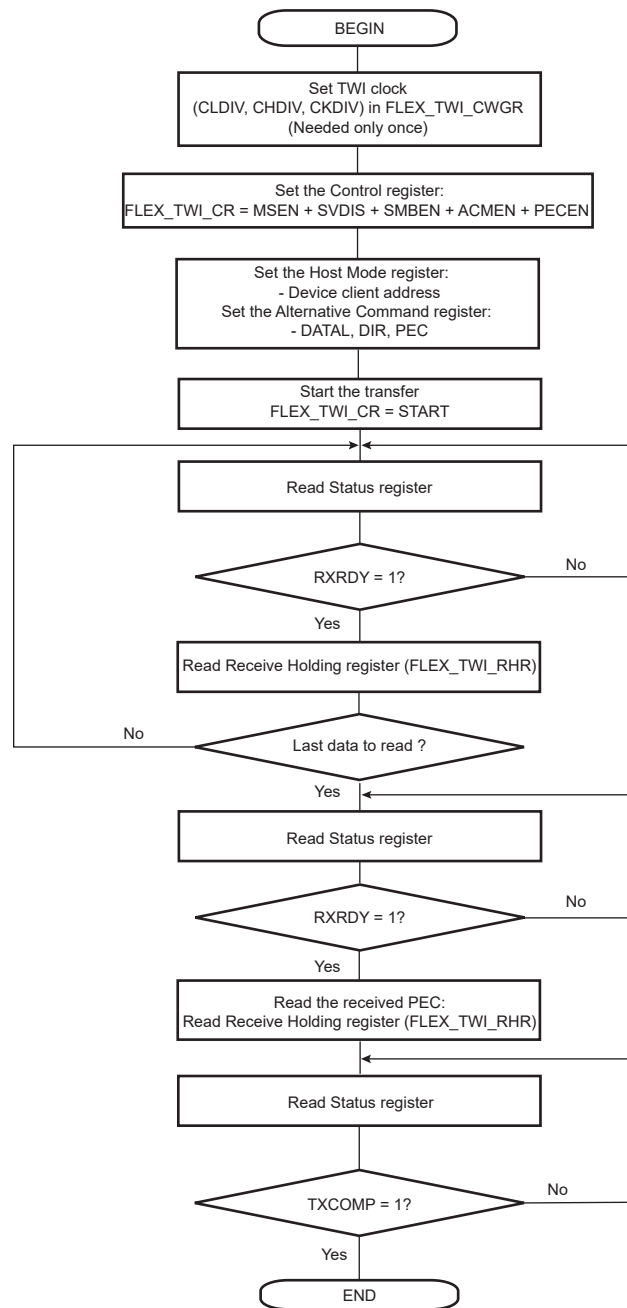 BEGIN
Set TWI clock
(CLDIV, CHDIV, CKDIV) in FLEX_TWI_CWGR
(Needed only once)
Set the Control register:
FLEX_TWI_CR = MSEN + SVDIS + SMBEN + ACMEN + PECEN
Set the Host Mode register:
- Device client address
Set the Alternative Command register:
- DATAL, DIR, PEC
Start the transfer
FLEX_TWI_CR = START
Read Status register
RXRDY = 1?
No
Yes
Read Receive Holding register (FLEX_TWI_RHR)
No
Last data to read ?
Yes
Read Status register
RXRDY = 1?
No
Yes
Read the received PEC:
Read Receive Holding register (FLEX_TWI_RHR)
Read Status register
TXCOMP = 1?
No
Yes
END